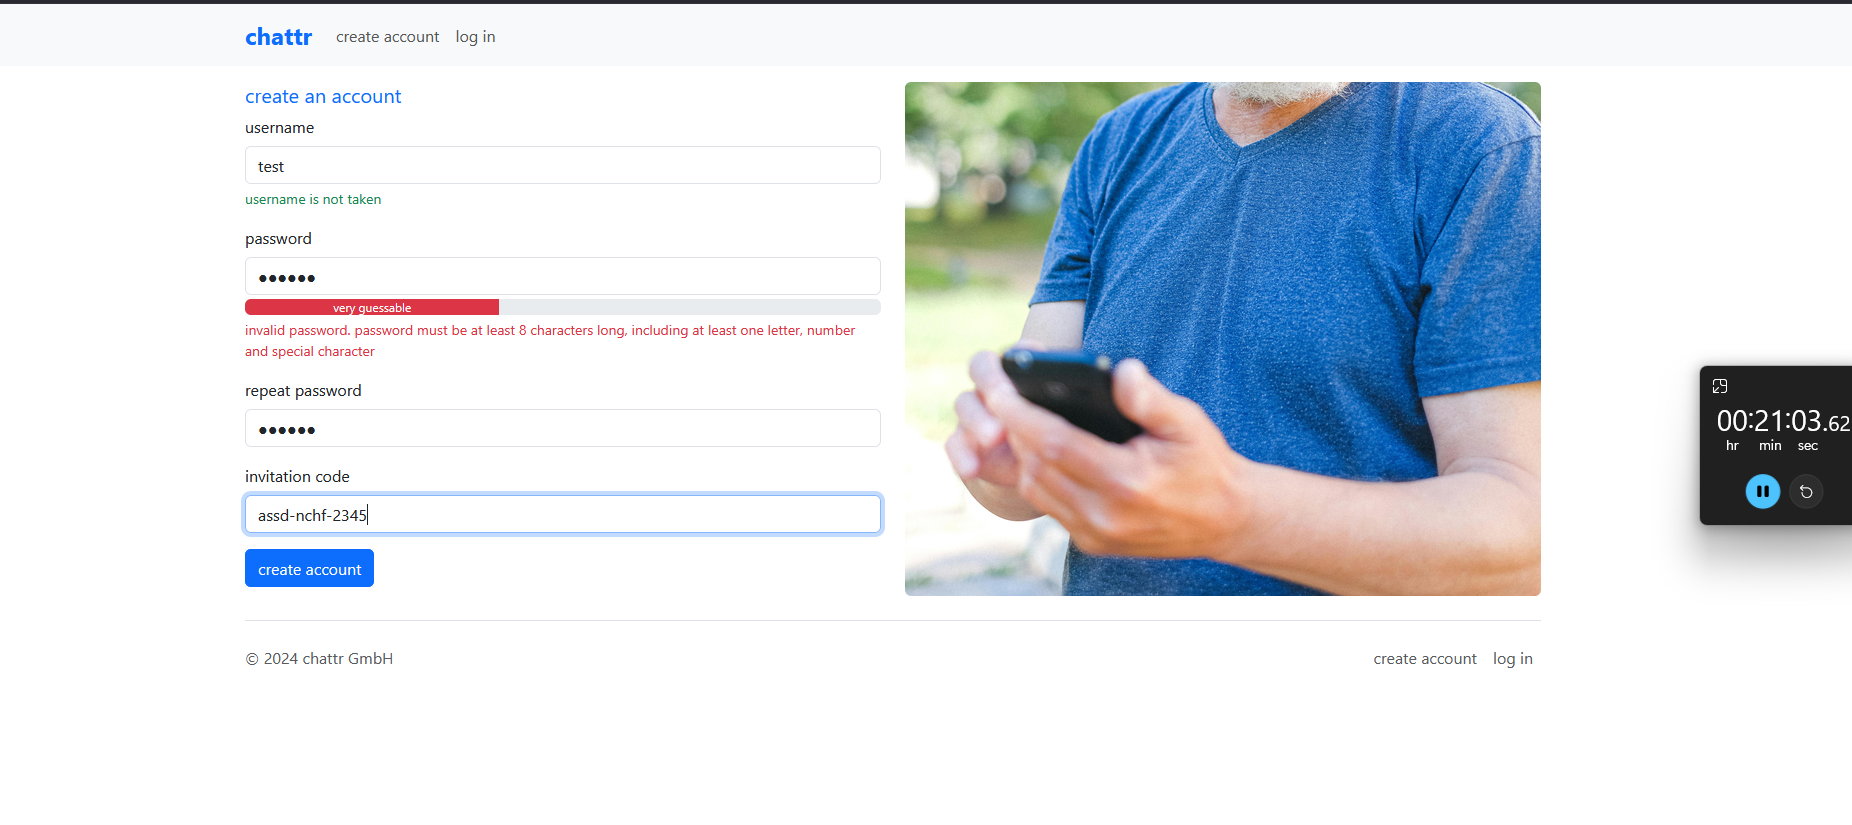 chattr create account log in
create an account
username
test
username is not taken
password
●●●●●●
very guessable
invalid password. password must be at least 8 characters long, including at least one letter, number
and special character
repeat password
●●●●●●
invitation code
assd-nchf-2345
create account
00:21:03.62
hr min sec
© 2024 chattr GmbH create account log in